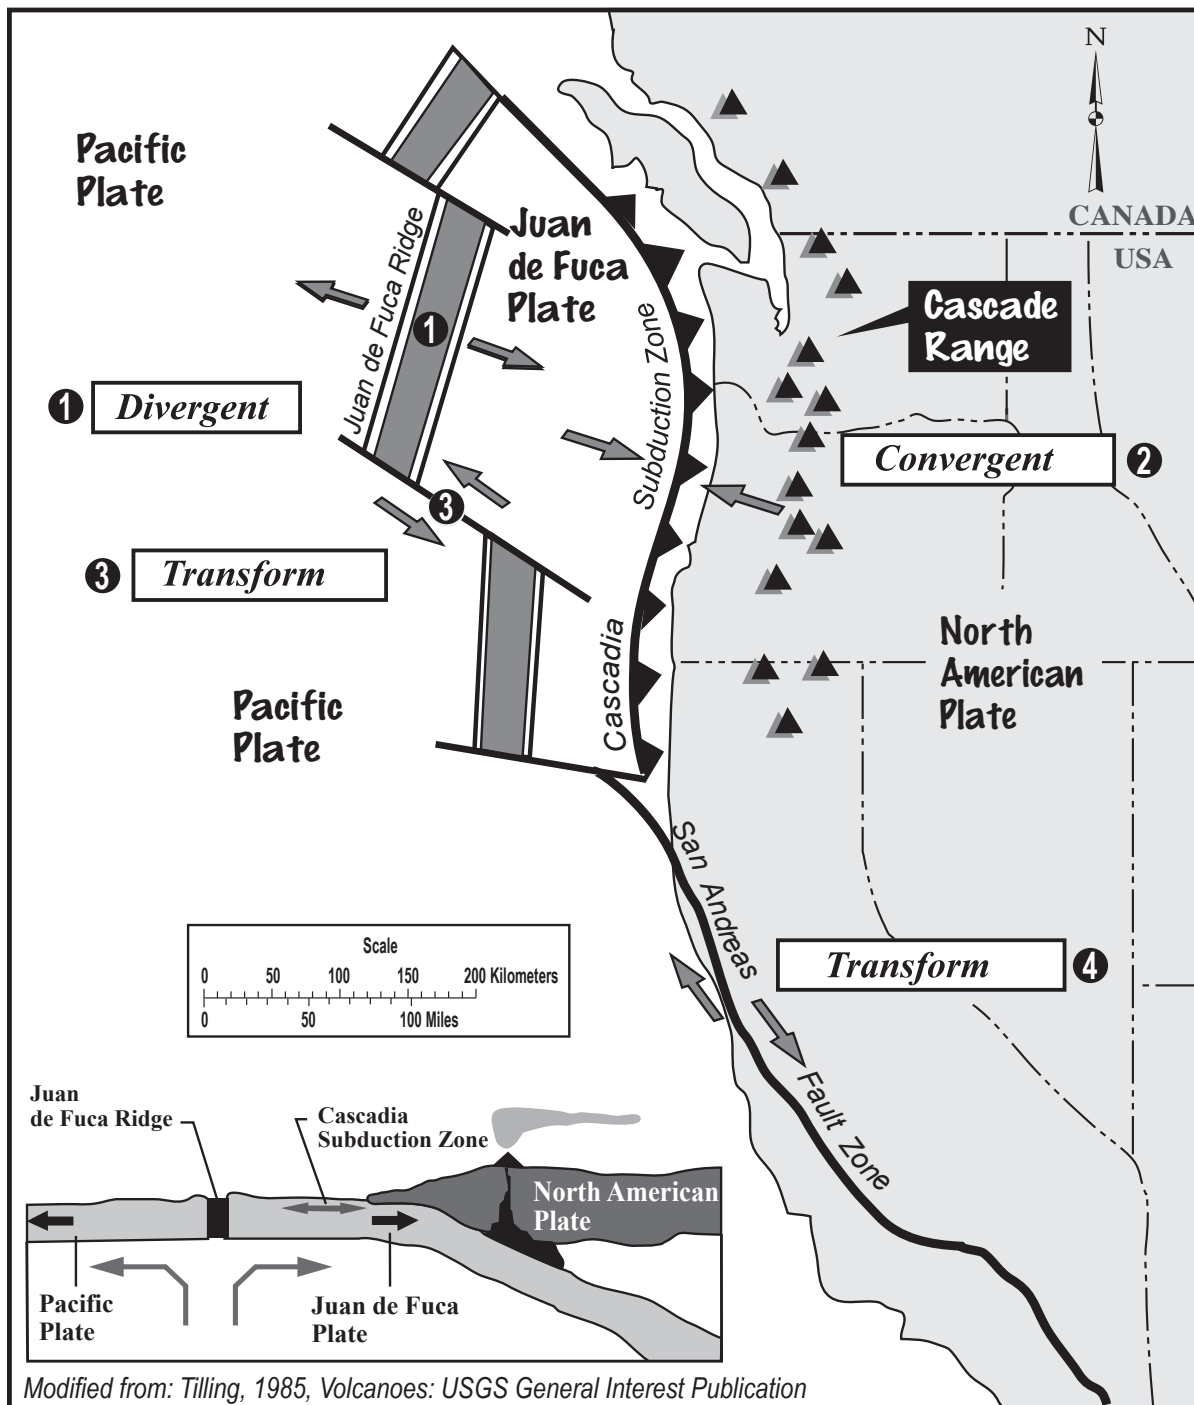 N
CANADA
USA
Pacific
Plate
Juan de Fuca Ridge
Juan
de Fuca
Plate
Cascade
Range
1
1 Divergent
Subduction Zone
Convergent 2
3
3 Transform
Cascadia
North
American
Plate
Pacific
Plate
San Andreas
Fault Zone
Transform 4
Scale
0 50 100 150 200 Kilometers
0 50 100 Miles
Juan
de Fuca Ridge
Cascadia
Subduction Zone
North American
Plate
Pacific
Plate
Juan de Fuca
Plate
Modified from: Tilling, 1985, Volcanoes: USGS General Interest Publication